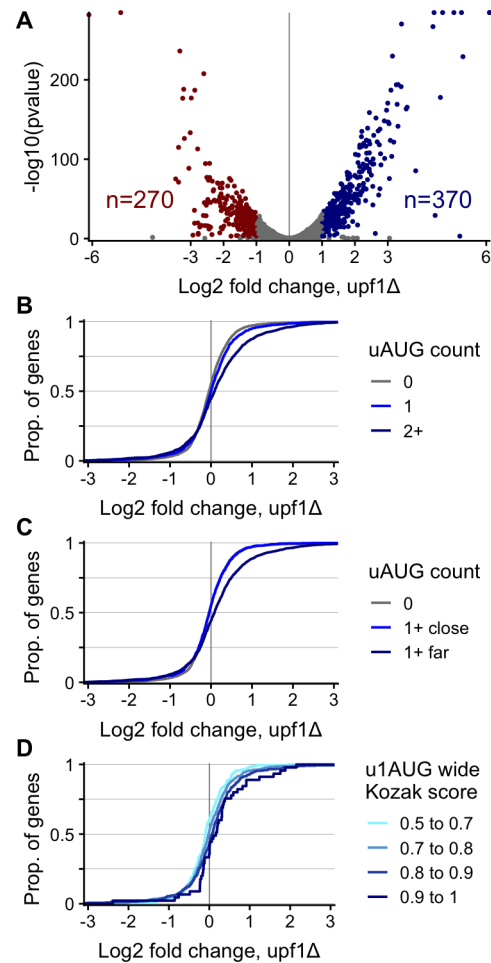 A
-log10(pvalue)
200
100
0
n=270
n=370
-6
-3
-2
-1
0
1
2
3
6
Log2 fold change, upf1Δ
B
Prop. of genes
1
0.5
0
-3
-2
-1
0
1
2
3
Log2 fold change, upf1Δ
uAUG count
0
1
2+
C
Prop. of genes
1
0.5
0
-3
-2
-1
0
1
2
3
Log2 fold change, upf1Δ
uAUG count
0
1+ close
1+ far
D
Prop. of genes
1
0.5
0
-3
-2
-1
0
1
2
3
Log2 fold change, upf1Δ
u1AUG wide
Kozak score
0.5 to 0.7
0.7 to 0.8
0.8 to 0.9
0.9 to 1